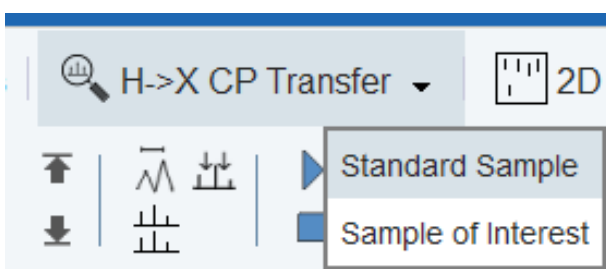 H->X CP Transfer
2D
Standard Sample
Sample of Interest